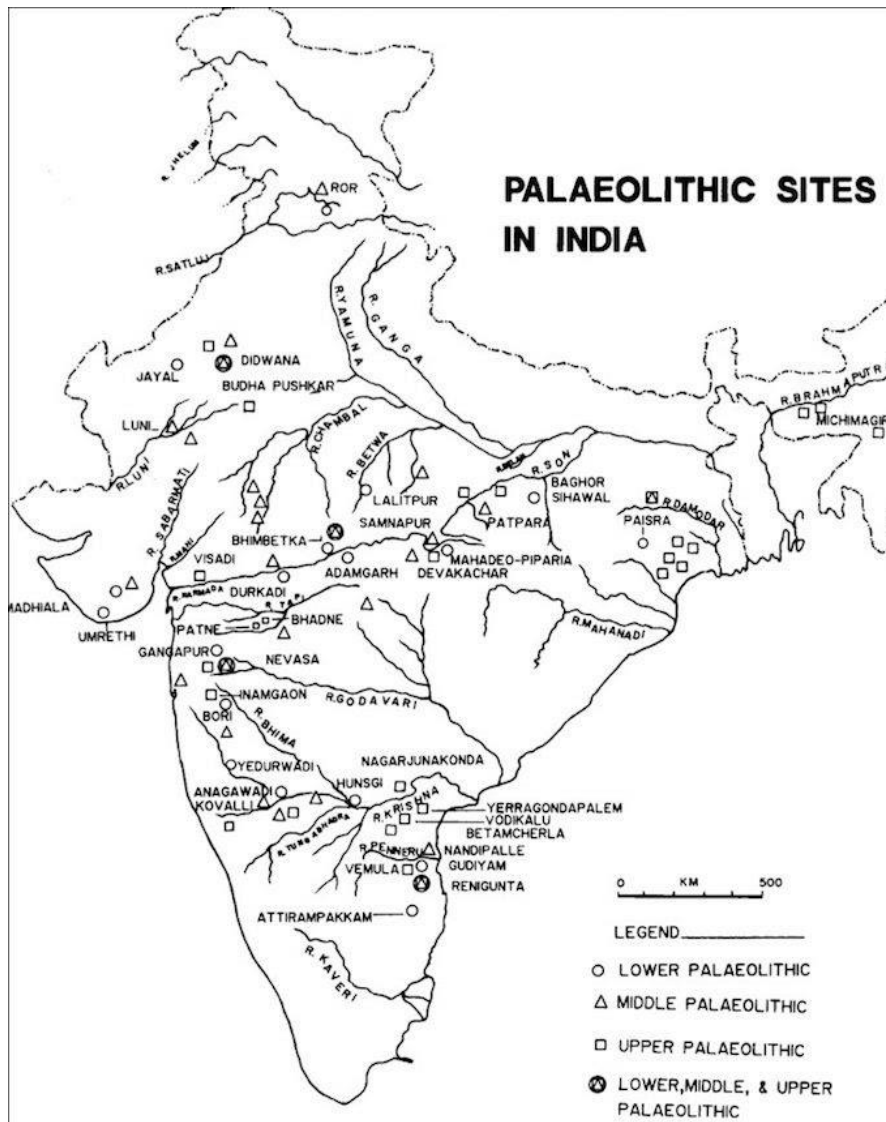 PALAEOLITHIC SITES
IN INDIA
R. JHELUM
ROR
R. SATLUJ
R. YAMUNA
R. GANGA
DIDWANA
JAYAL
BUDHA PUSHKAR
R. BRAHMAPUTR
MICHIMAGIR
LUNI
R. LUNI
R. CHAMBAL
R. BETWA
R. SON
R. SABARMATI
R. MAHI
LALITPUR
BAGHOR
SIHAWAL
SAMNAPUR
PATPARA
R. DAMODAR
PAISRA
BHIMBETKA
VISADI
ADAMGARH
MAHADEO-PIPARIA
DEVAKACHAR
R. NARMADA
DURKADI
R. TAPI
MADHIALA
UMRETHI
PATNE
BHADNE
R. MAHANADI
GANGAPUR
NEVASA
INAMGAON
R. GODAVARI
BORI
R. BHIMA
YEDURWADI
NAGARJUNAKONDA
ANAGAWADI
HUNSGI
KOVALLI
R. KRISHNA
YERRAGONDAPALEM
VODIKALU
BETAMCHERLA
R. TUNGABHADRA
R. PENNERU
NANDIPALLE
GUDIYAM
VEMULA
RENIGUNTA
ATTIRAMPAKKAM
R. KAVERI
0 KM 500
LEGEND
LOWER PALAEOLITHIC
MIDDLE PALAEOLITHIC
UPPER PALAEOLITHIC
LOWER, MIDDLE, & UPPER
PALAEOLITHIC